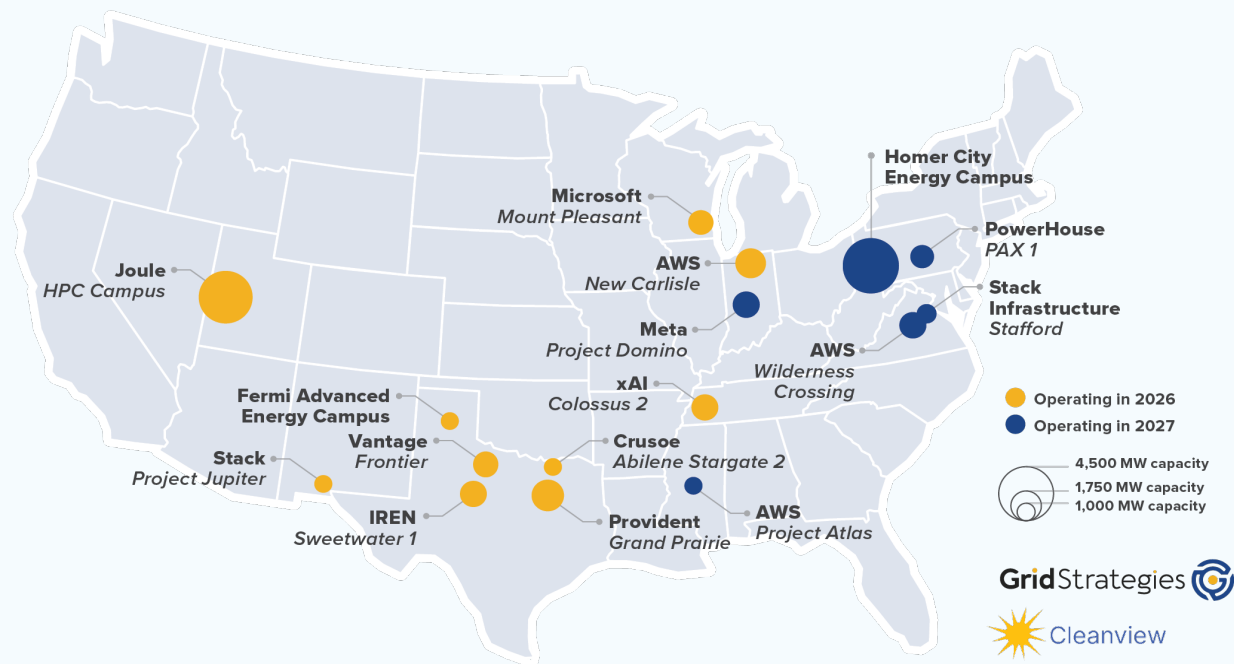 Homer City
Energy Campus
Microsoft
Mount Pleasant
PowerHouse
PAX 1
AWS
New Carlisle
Joule
HPC Campus
Stack
Infrastructure
Stafford
Meta
Project Domino
AWS
Wilderness
Crossing
xAI
Colossus 2
Fermi Advanced
Energy Campus
Vantage
Frontier
Crusoe
Abilene Stargate 2
Stack
Project Jupiter
IREN
Sweetwater 1
Provident
Grand Prairie
AWS
Project Atlas
Operating in 2026
Operating in 2027
4,500 MW capacity
1,750 MW capacity
1,000 MW capacity
GridStrategies
Cleanview